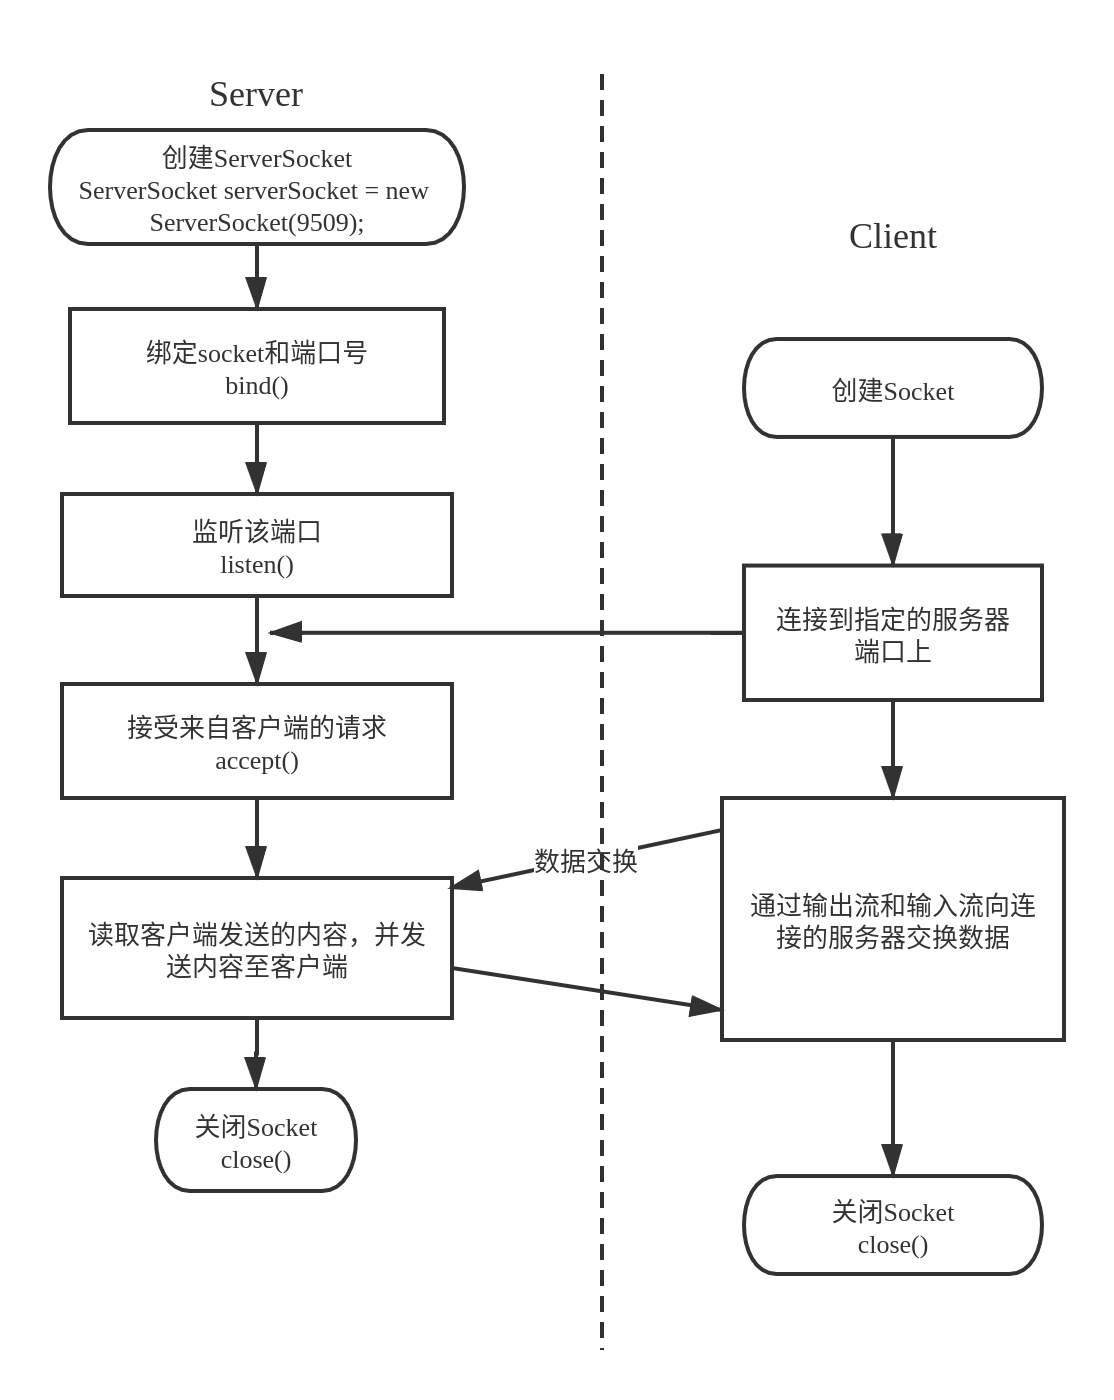 Server
创建ServerSocket
ServerSocket serverSocket = new
ServerSocket(9509);
绑定socket和端口号
bind()
监听该端口
listen()
接受来自客户端的请求
accept()
读取客户端发送的内容，并发
送内容至客户端
关闭Socket
close()
数据交换
Client
创建Socket
连接到指定的服务器
端口上
通过输出流和输入流向连
接的服务器交换数据
关闭Socket
close()